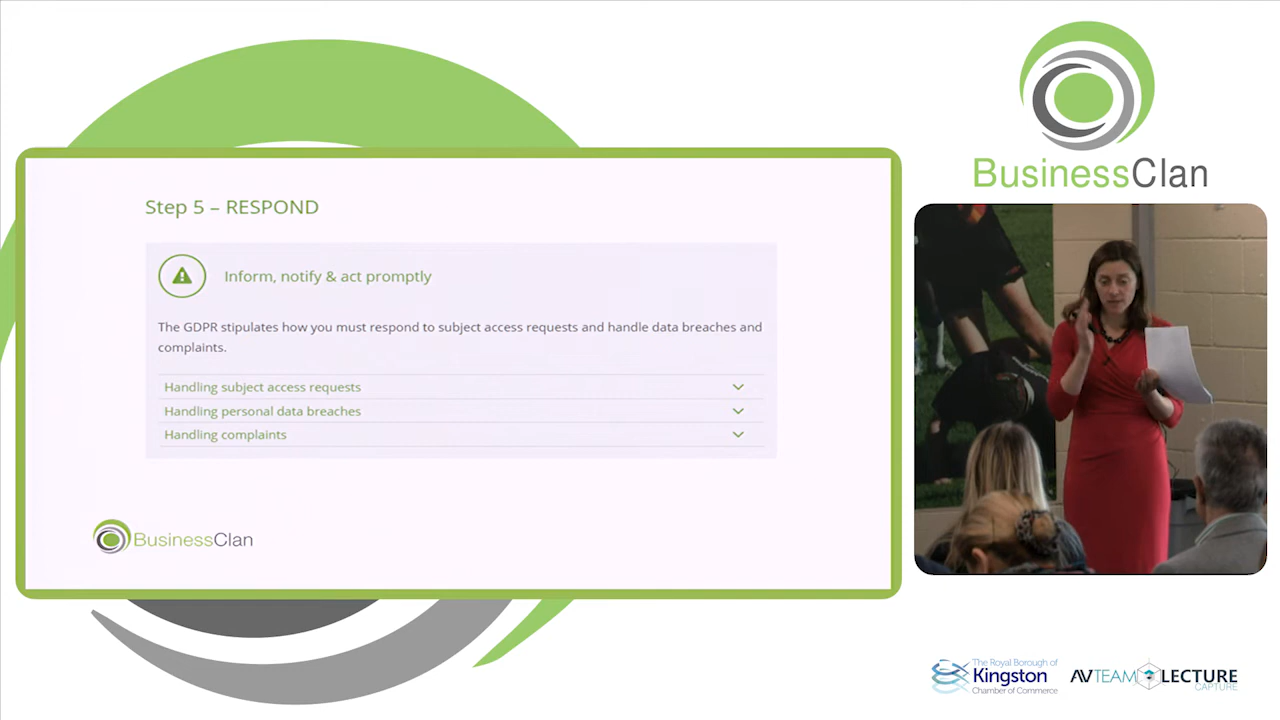 Step 5 – RESPOND
Inform, notify & act promptly
The GDPR stipulates how you must respond to subject access requests and handle data breaches and
complaints.
Handling subject access requests
Handling personal data breaches
Handling complaints
BusinessClan
BusinessClan
The Royal Borough of
Kingston
Chamber of Commerce
AVTEAM LECTURE
CAPTURE